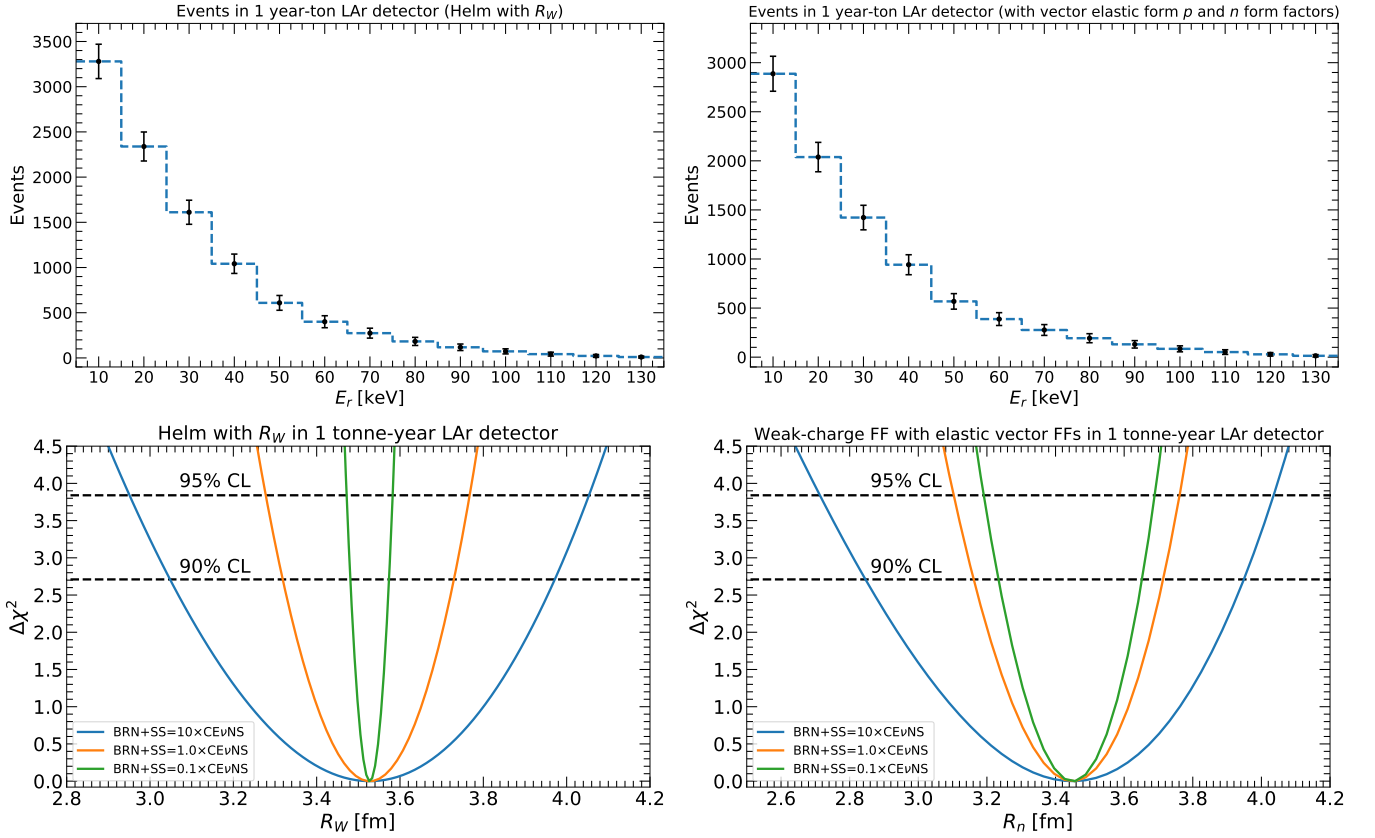 Events in 1 year-ton LAr detector (Helm with R_W)
Events
3500
3000
2500
2000
1500
1000
500
0
10 20 30 40 50 60 70 80 90 100 110 120 130
E_r [keV]
Events in 1 year-ton LAr detector (with vector elastic form p and n form factors)
Events
3000
2500
2000
1500
1000
500
0
10 20 30 40 50 60 70 80 90 100 110 120 130
E_r [keV]
Helm with R_W in 1 tonne-year LAr detector
Δχ²
4.5
4.0
3.5
3.0
2.5
2.0
1.5
1.0
0.5
0.0
95% CL
90% CL
BRN+SS=10×CEνNS
BRN+SS=1.0×CEνNS
BRN+SS=0.1×CEνNS
2.8 3.0 3.2 3.4 3.6 3.8 4.0 4.2
R_W [fm]
Weak-charge FF with elastic vector FFs in 1 tonne-year LAr detector
Δχ²
4.5
4.0
3.5
3.0
2.5
2.0
1.5
1.0
0.5
0.0
95% CL
90% CL
BRN+SS=10×CEνNS
BRN+SS=1.0×CEνNS
BRN+SS=0.1×CEνNS
2.6 2.8 3.0 3.2 3.4 3.6 3.8 4.0 4.2
R_n [fm]